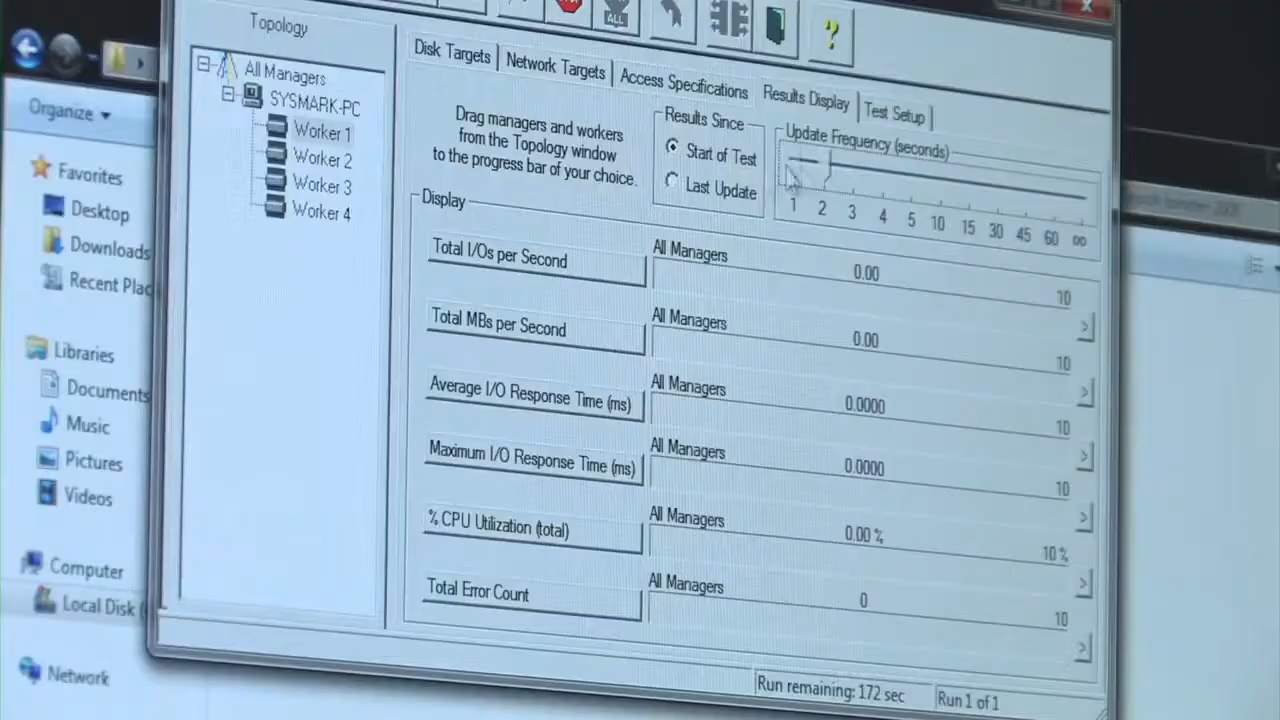 ALL
?
Topology
All Managers
SYSMARK-PC
Worker 1
Worker 2
Worker 3
Worker 4
Disk Targets
Network Targets
Access Specifications
Results Display
Test Setup
Drag managers and workers
from the Topology window
to the progress bar of your choice.
Results Since
Start of Test
Last Update
Update Frequency (seconds)
1 2 3 4 5 10 15 30 45 60 ∞
Display
Total I/Os per Second
All Managers
0.00
10
>
Total MBs per Second
All Managers
0.00
10
>
Average I/O Response Time (ms)
All Managers
0.0000
10
>
Maximum I/O Response Time (ms)
All Managers
0.0000
10
>
% CPU Utilization (total)
All Managers
0.00 %
10 %
>
Total Error Count
All Managers
0
10
>
Run remaining: 172 sec
Run 1 of 1
Organize
Favorites
Desktop
Downloads
Recent Plac
Libraries
Documents
Music
Pictures
Videos
Computer
Local Disk (
Network